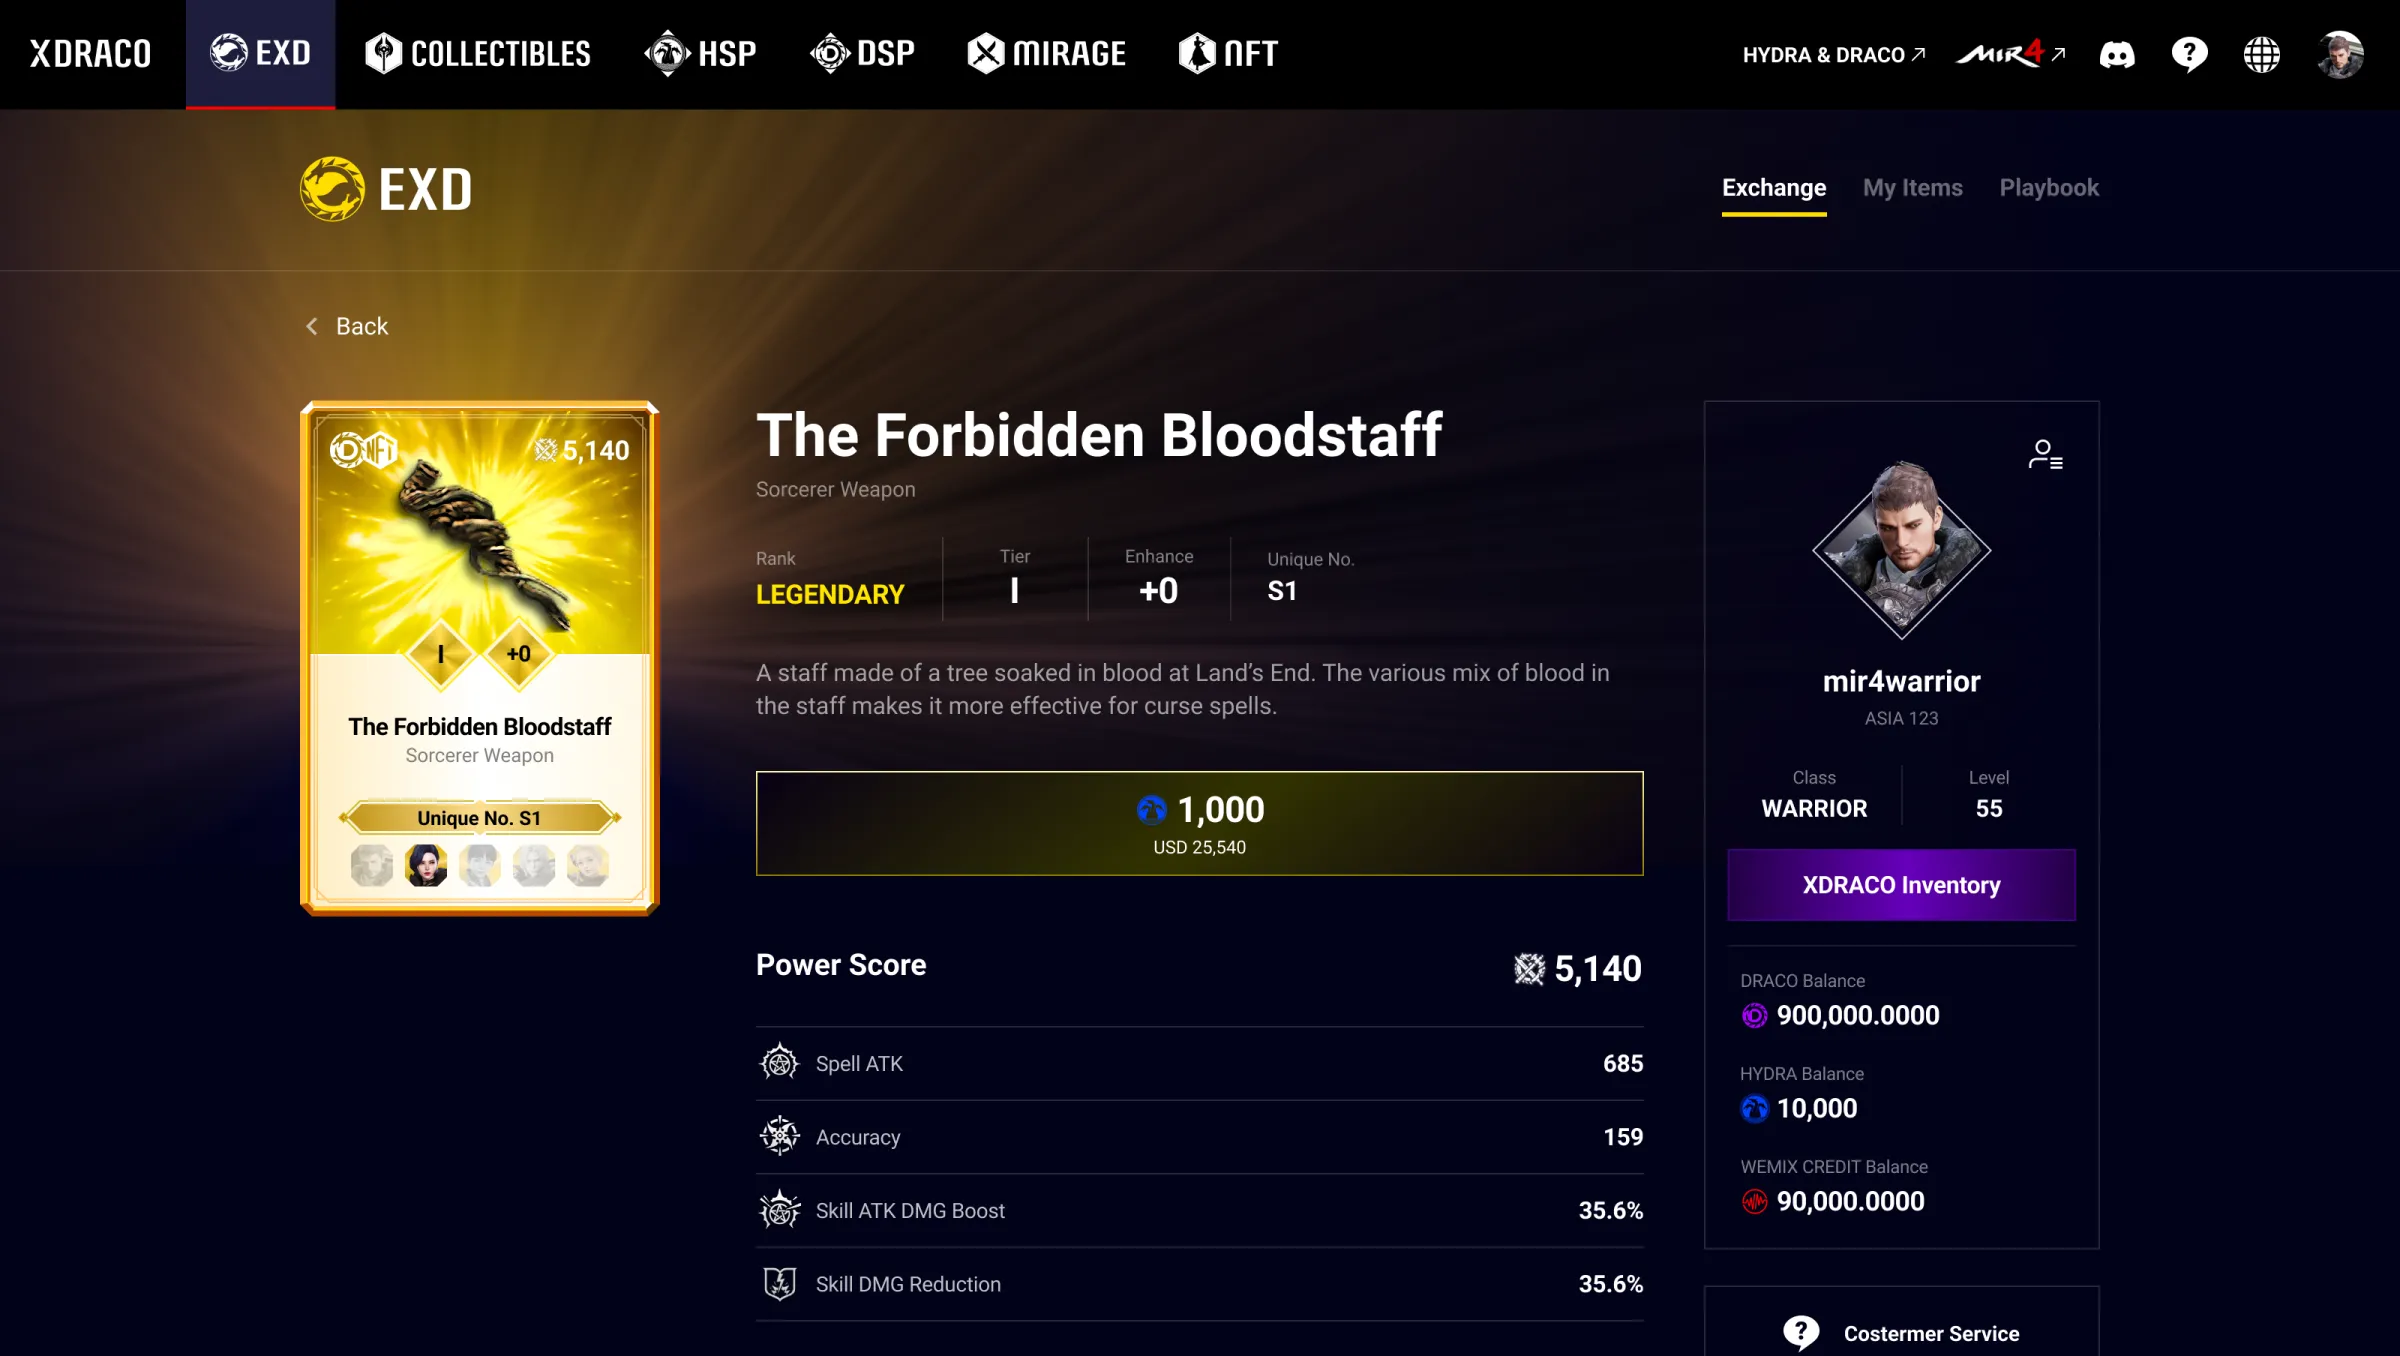 XDRACO
EXD
COLLECTIBLES
HSP
DSP
MIRAGE
NFT
HYDRA & DRACO
MIR4
EXD
Exchange
My Items
Playbook
Back
D NFT
5,140
I
+0
The Forbidden Bloodstaff
Sorcerer Weapon
Unique No. S1
The Forbidden Bloodstaff
Sorcerer Weapon
Rank
LEGENDARY
Tier
I
Enhance
+0
Unique No.
S1
A staff made of a tree soaked in blood at Land’s End. The various mix of blood in
the staff makes it more effective for curse spells.
1,000
USD 25,540
Power Score
5,140
Spell ATK
685
Accuracy
159
Skill ATK DMG Boost
35.6%
Skill DMG Reduction
35.6%
mir4warrior
ASIA 123
Class
WARRIOR
Level
55
XDRACO Inventory
DRACO Balance
900,000.0000
HYDRA Balance
10,000
WEMIX CREDIT Balance
90,000.0000
Costermer Service